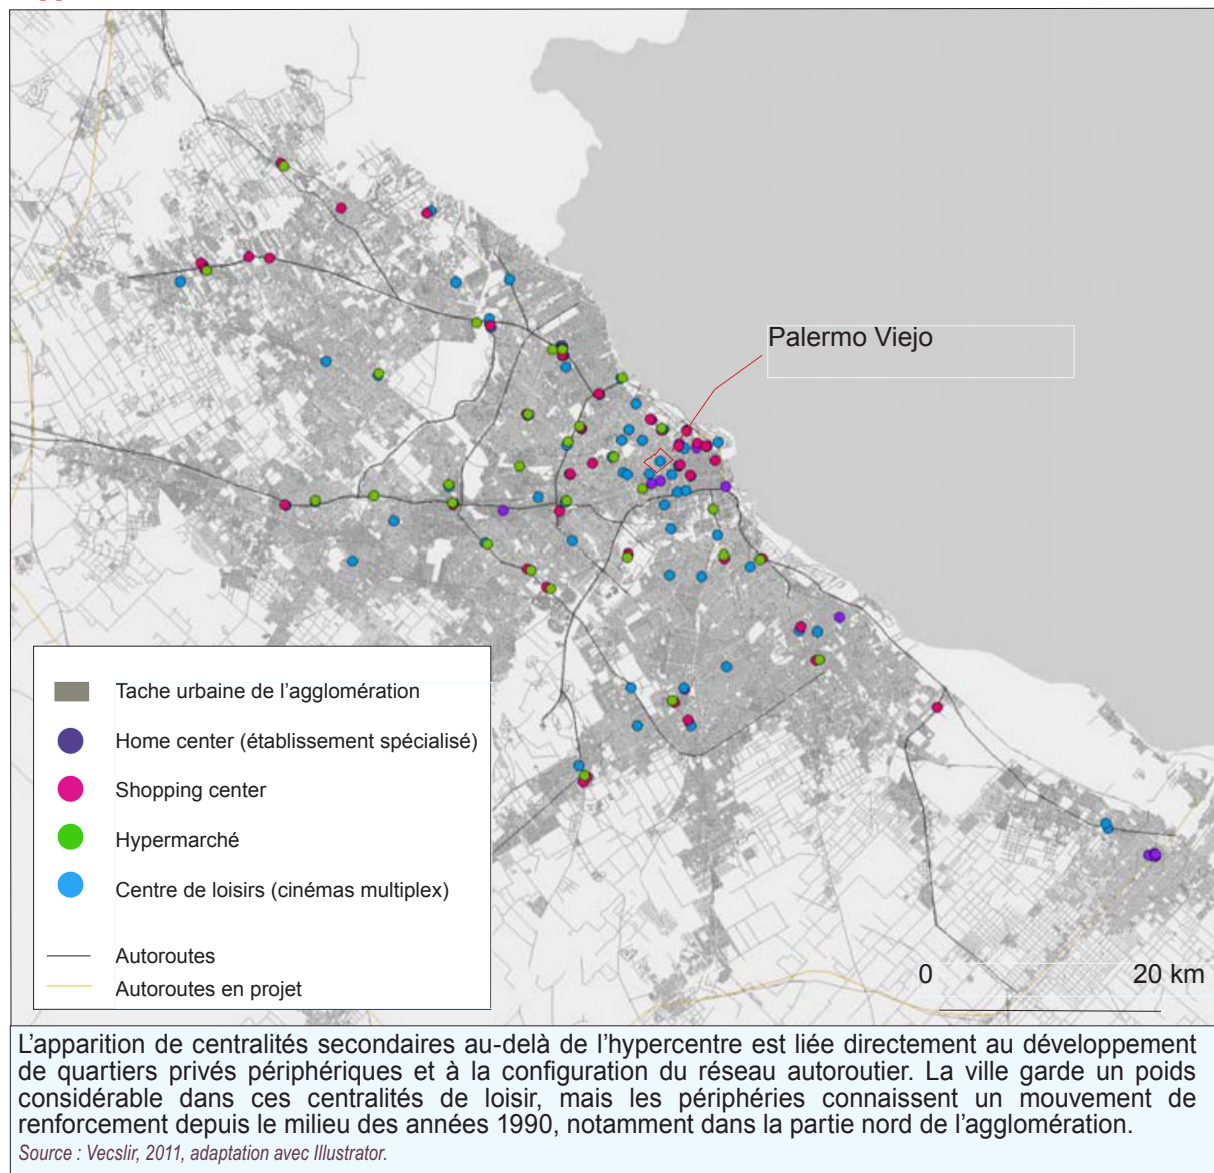 Palermo Viejo
Tache urbaine de l’agglomération
Home center (établissement spécialisé)
Shopping center
Hypermarché
Centre de loisirs (cinémas multiplex)
Autoroutes
Autoroutes en projet
0 20 km
L’apparition de centralités secondaires au-delà de l’hypercentre est liée directement au développement
de quartiers privés périphériques et à la configuration du réseau autoroutier. La ville garde un poids
considérable dans ces centralités de loisir, mais les périphéries connaissent un mouvement de
renforcement depuis le milieu des années 1990, notamment dans la partie nord de l’agglomération.
Source : Vecslir, 2011, adaptation avec Illustrator.